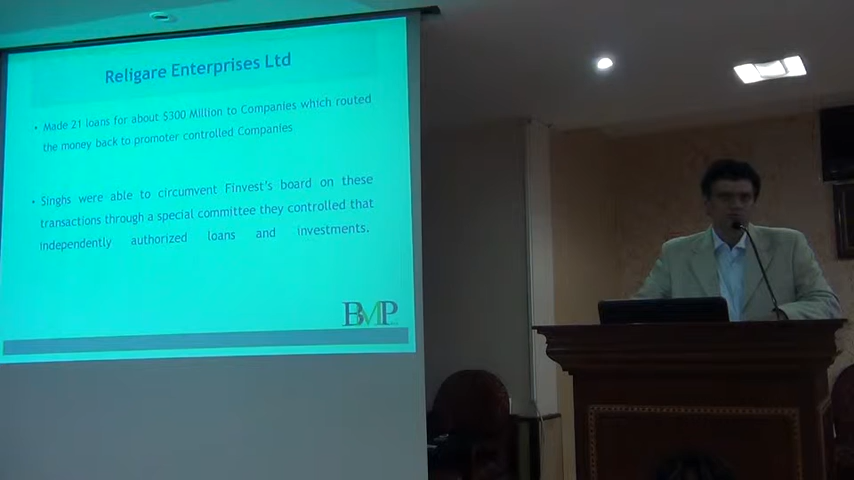 Religare Enterprises Ltd
• Made 21 loans for about $300 Million to Companies which routed
the money back to promoter controlled Companies
• Singhs were able to circumvent Finvest's board on these
transactions through a special committee they controlled that
independently authorized loans and investments.
BMP